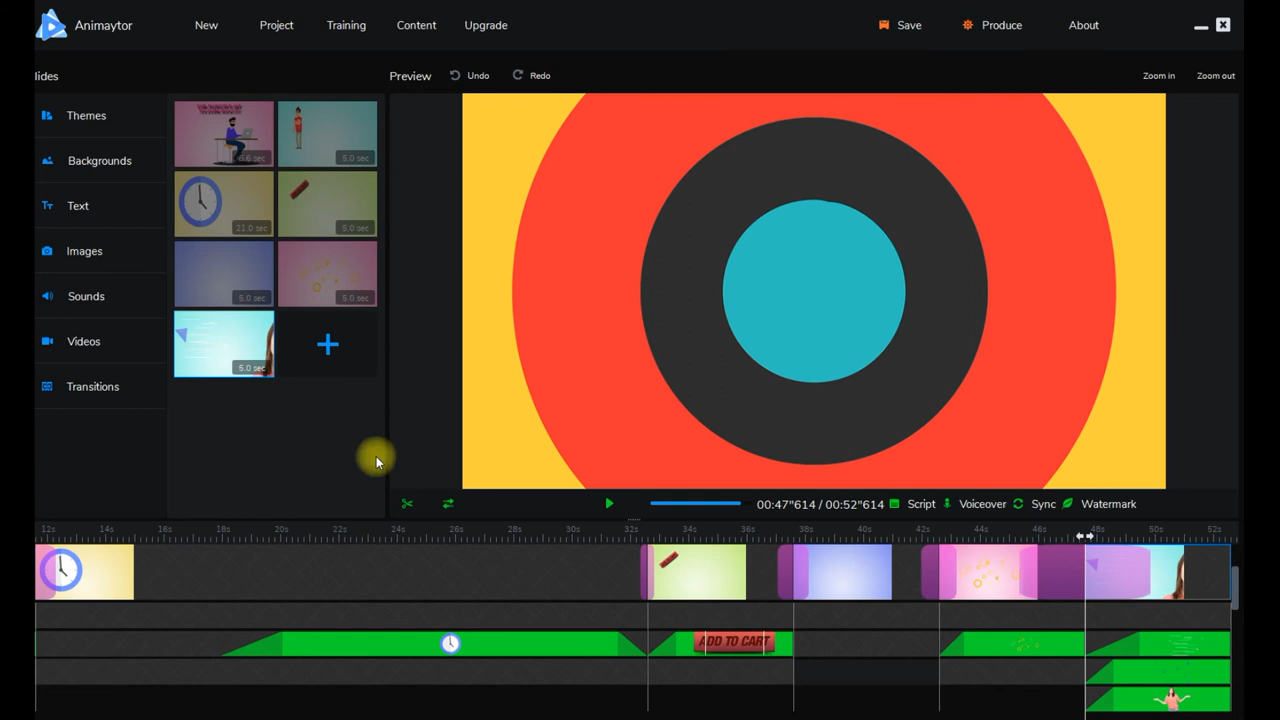 Animaytor New Project Training Content Upgrade Save Produce About
lides Preview Undo Redo Zoom in Zoom out
Themes
Backgrounds
Text
Images
Sounds
Videos
Transitions
5.0 sec
21.0 sec 5.0 sec
5.0 sec 5.0 sec
5.0 sec
00:47"614 / 00:52"614 Script Voiceover Sync Watermark
12s 14s 16s 18s 20s 22s 24s 26s 28s 30s 32s 34s 36s 38s 40s 42s 44s 46s 48s 50s 52s
ADD TO CART